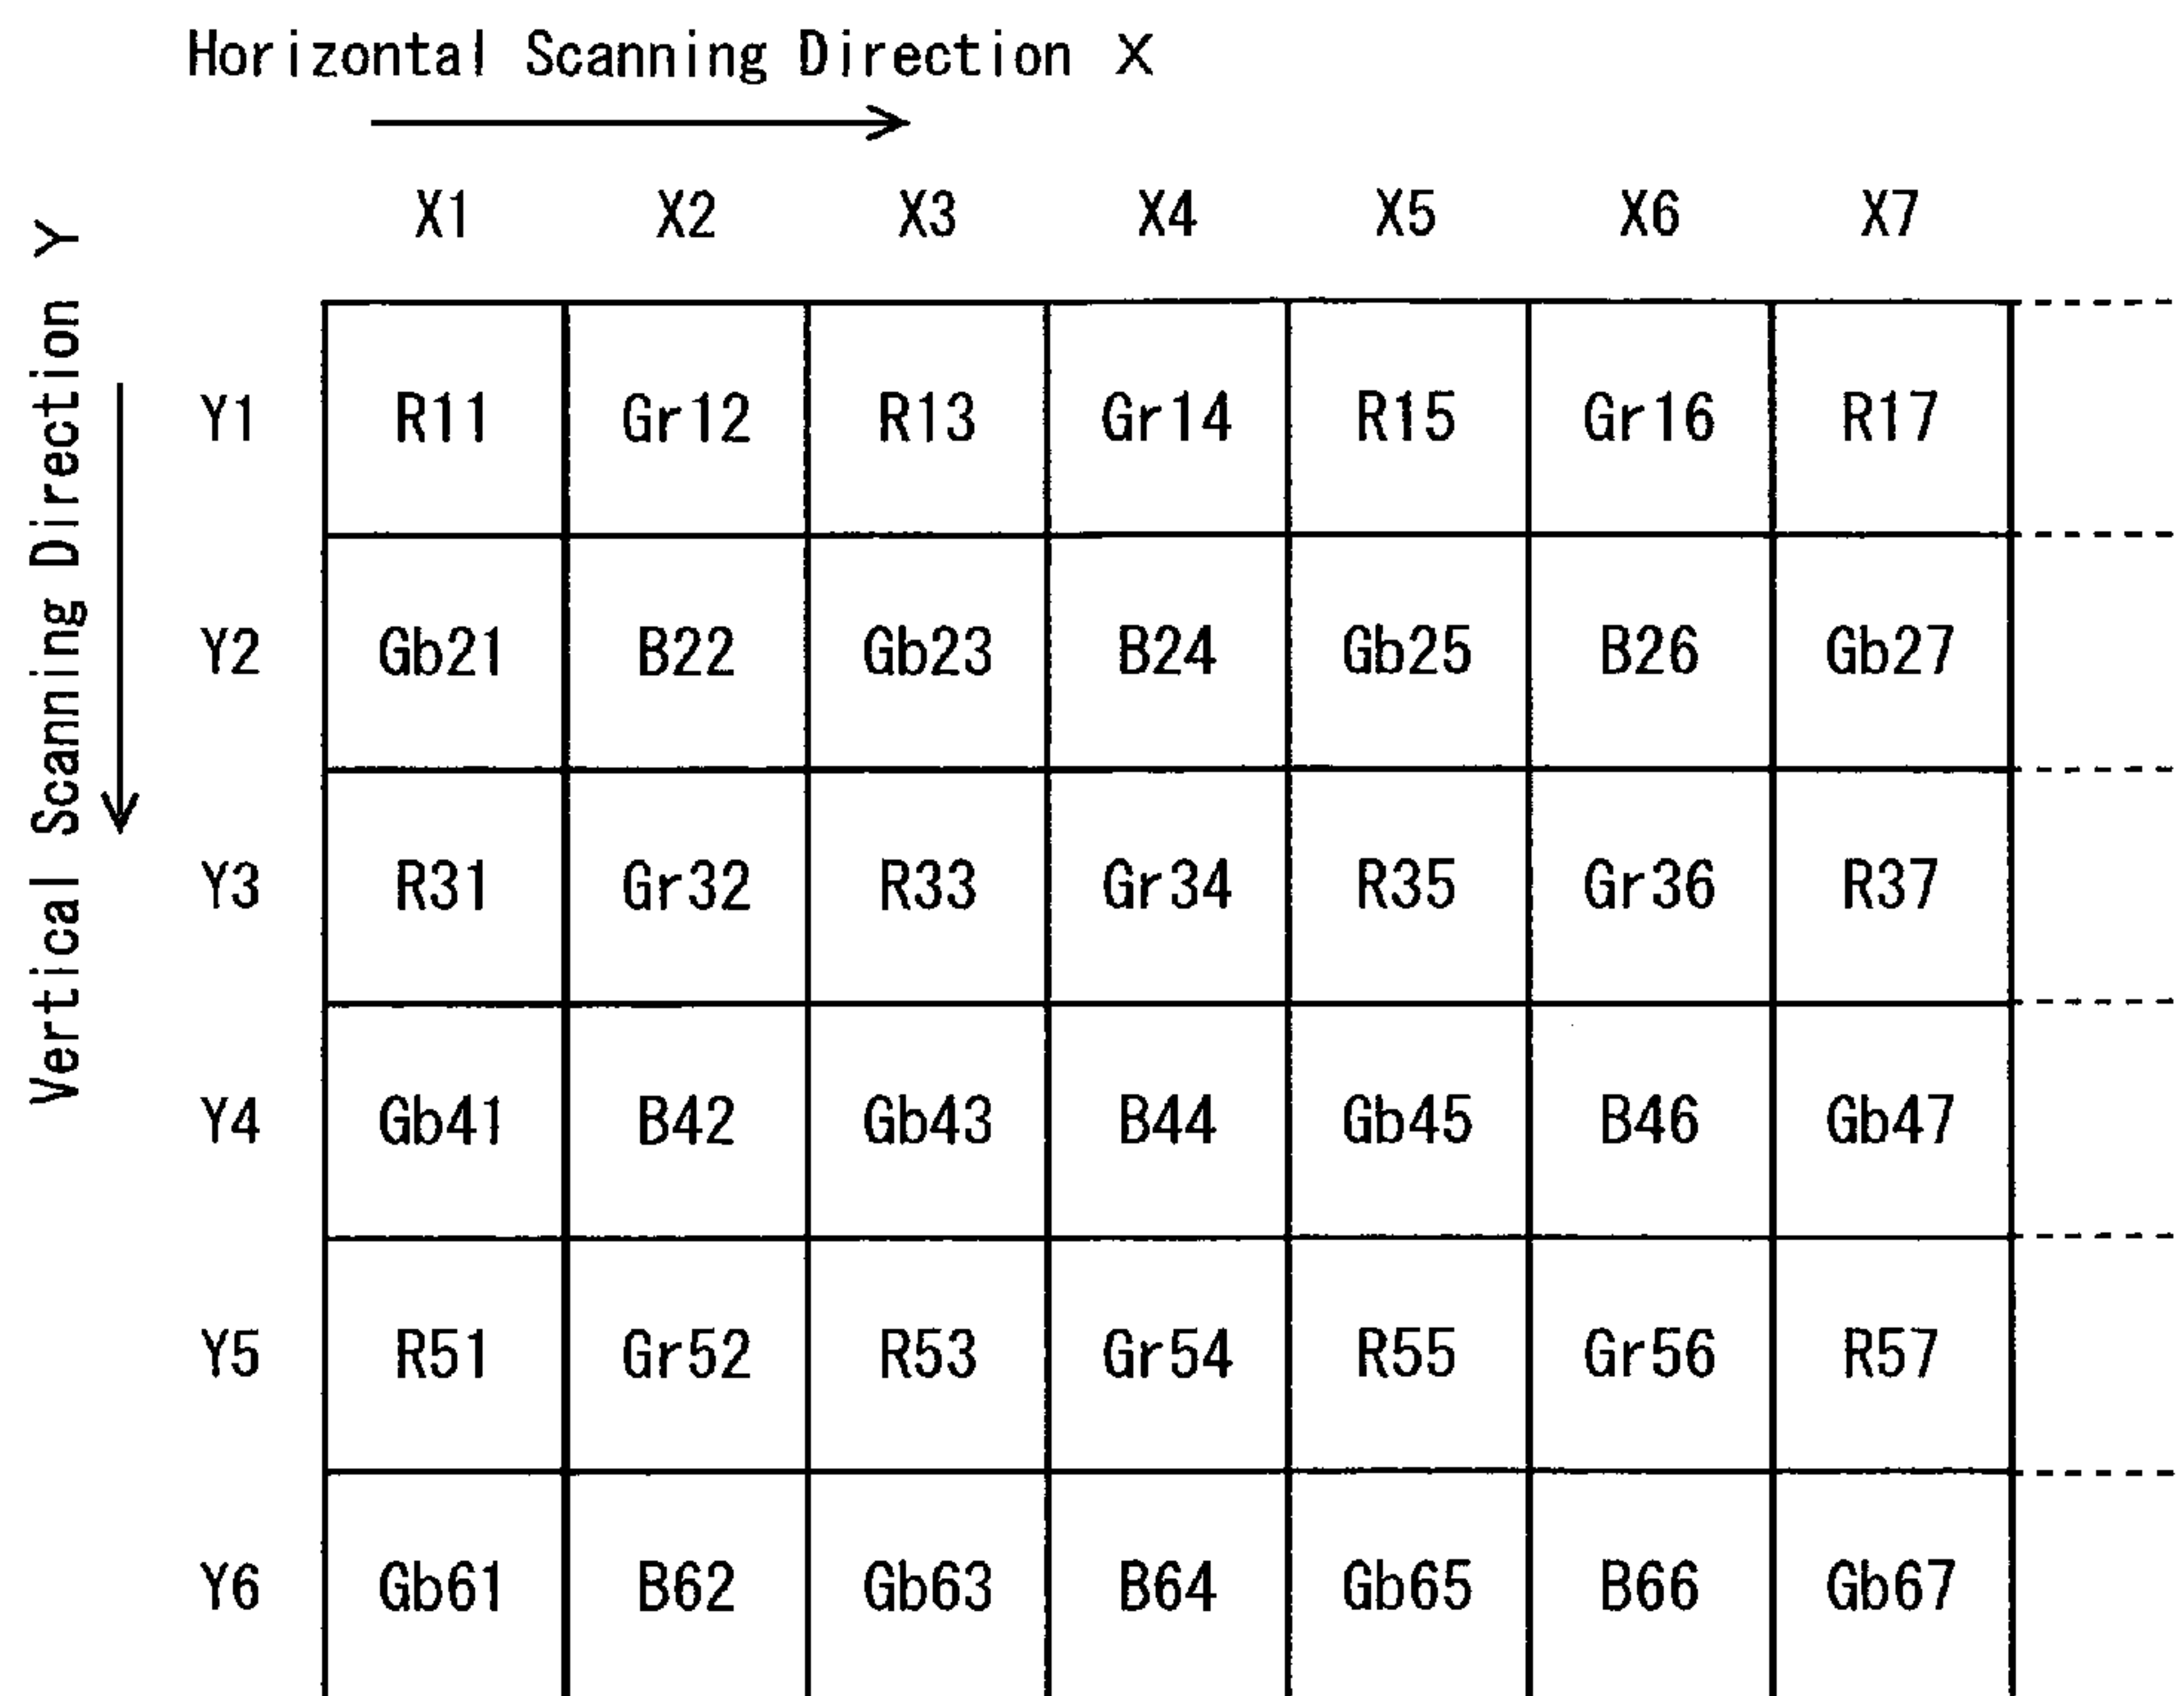 Horizontal Scanning Direction X
X1 X2 X3 X4 X5 X6 X7
Vertical Scanning Direction Y
Y1 R11 Gr12 R13 Gr14 R15 Gr16 R17
Y2 Gb21 B22 Gb23 B24 Gb25 B26 Gb27
Y3 R31 Gr32 R33 Gr34 R35 Gr36 R37
Y4 Gb41 B42 Gb43 B44 Gb45 B46 Gb47
Y5 R51 Gr52 R53 Gr54 R55 Gr56 R57
Y6 Gb61 B62 Gb63 B64 Gb65 B66 Gb67